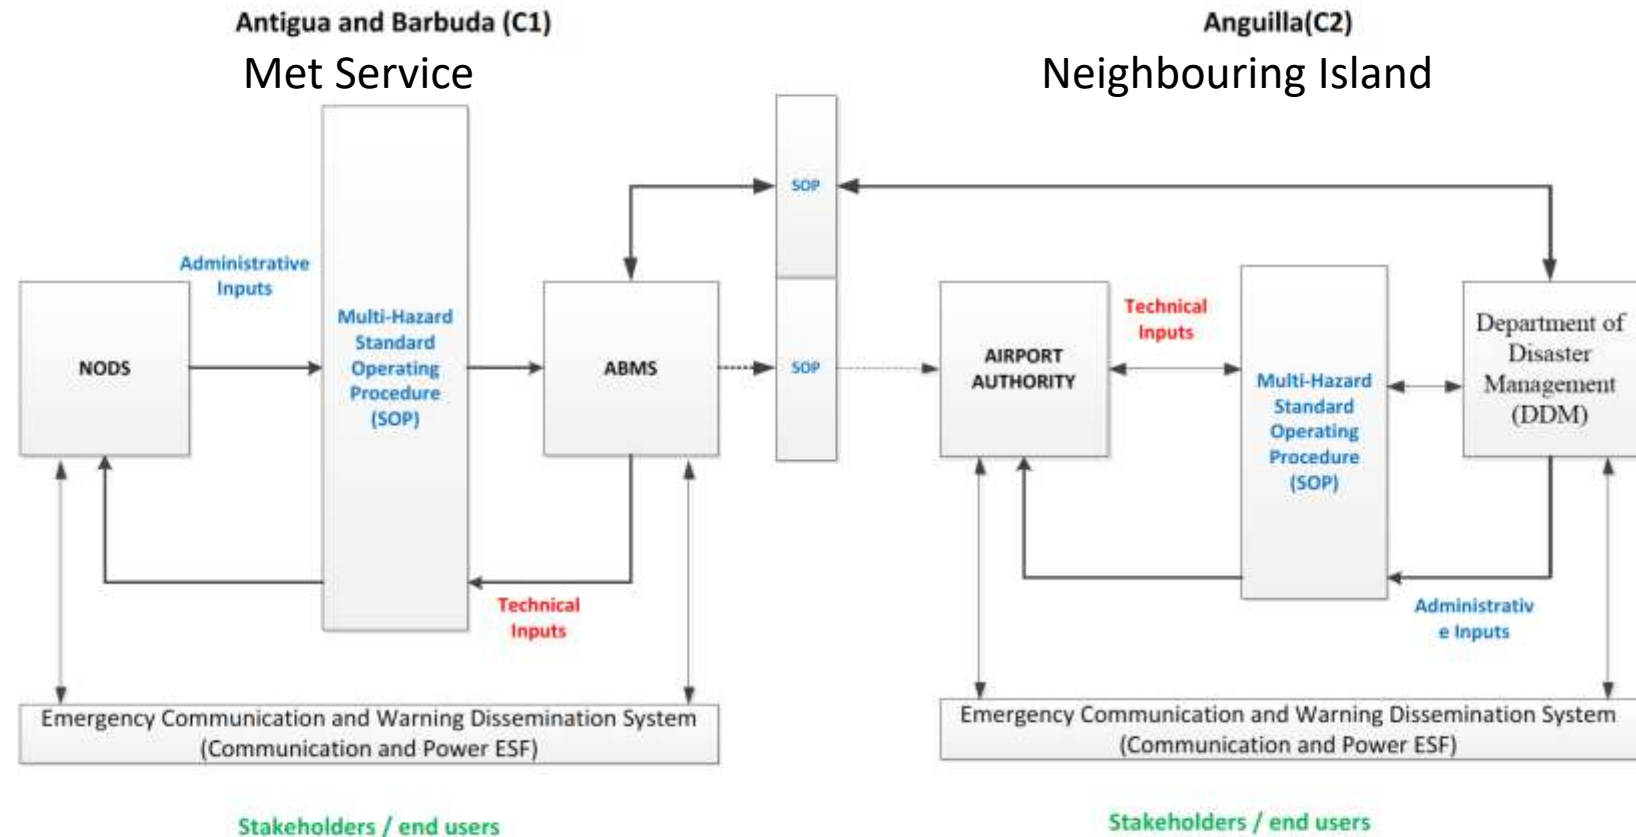 Antigua and Barbuda (C1)
Met Service
Anguilla(C2)
Neighbouring Island
SOP
Administrative
Inputs
NODS
Multi-Hazard
Standard
Operating
Procedure
(SOP)
ABMS
SOP
AIRPORT
AUTHORITY
Technical
Inputs
Multi-Hazard
Standard
Operating
Procedure
(SOP)
Department of
Disaster
Management
(DDM)
Technical
Inputs
Administrativ
e Inputs
Emergency Communication and Warning Dissemination System
(Communication and Power ESF)
Emergency Communication and Warning Dissemination System
(Communication and Power ESF)
Stakeholders / end users
Stakeholders / end users